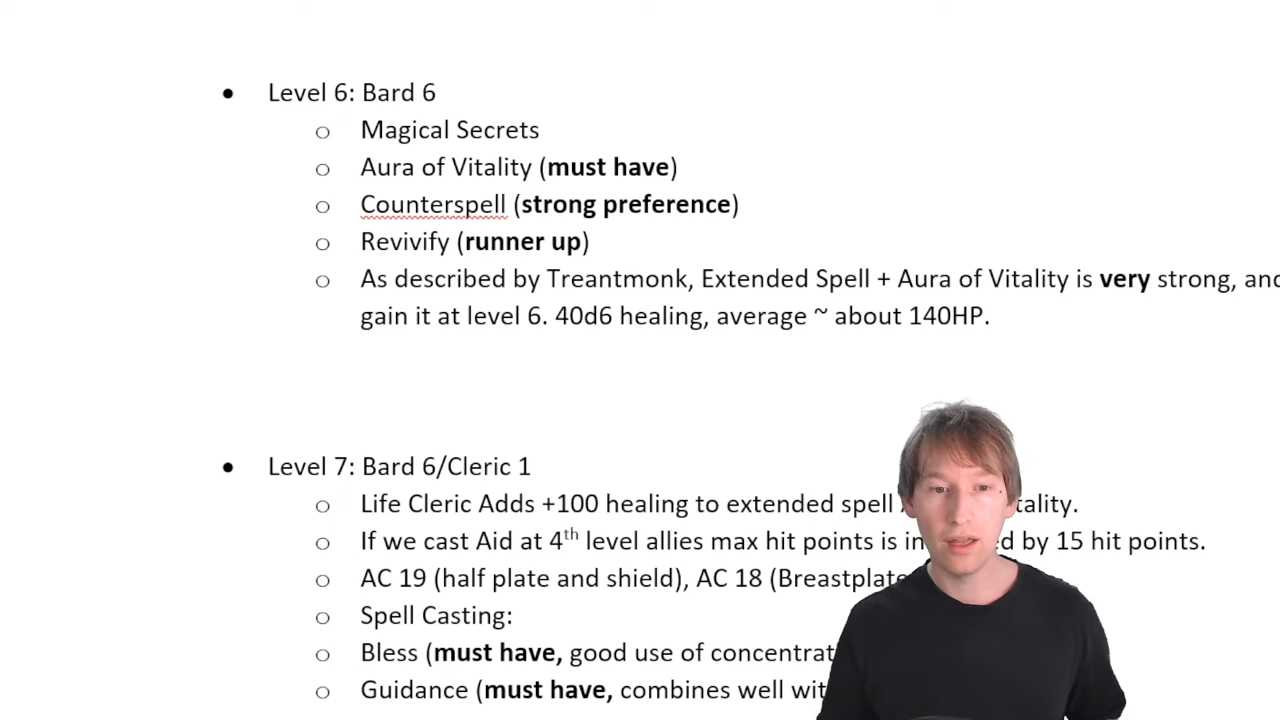 Level 6: Bard 6
Magical Secrets
Aura of Vitality (must have)
Counterspell (strong preference)
Revivify (runner up)
As described by Treantmonk, Extended Spell + Aura of Vitality is very strong, and
gain it at level 6. 40d6 healing, average ~ about 140HP.
Level 7: Bard 6/Cleric 1
Life Cleric Adds +100 healing to extended spell
If we cast Aid at 4th level allies max hit points is by 15 hit points.
AC 19 (half plate and shield), AC 18 (Breastplate
Spell Casting:
Bless (must have, good use of
Guidance (must have, combines well